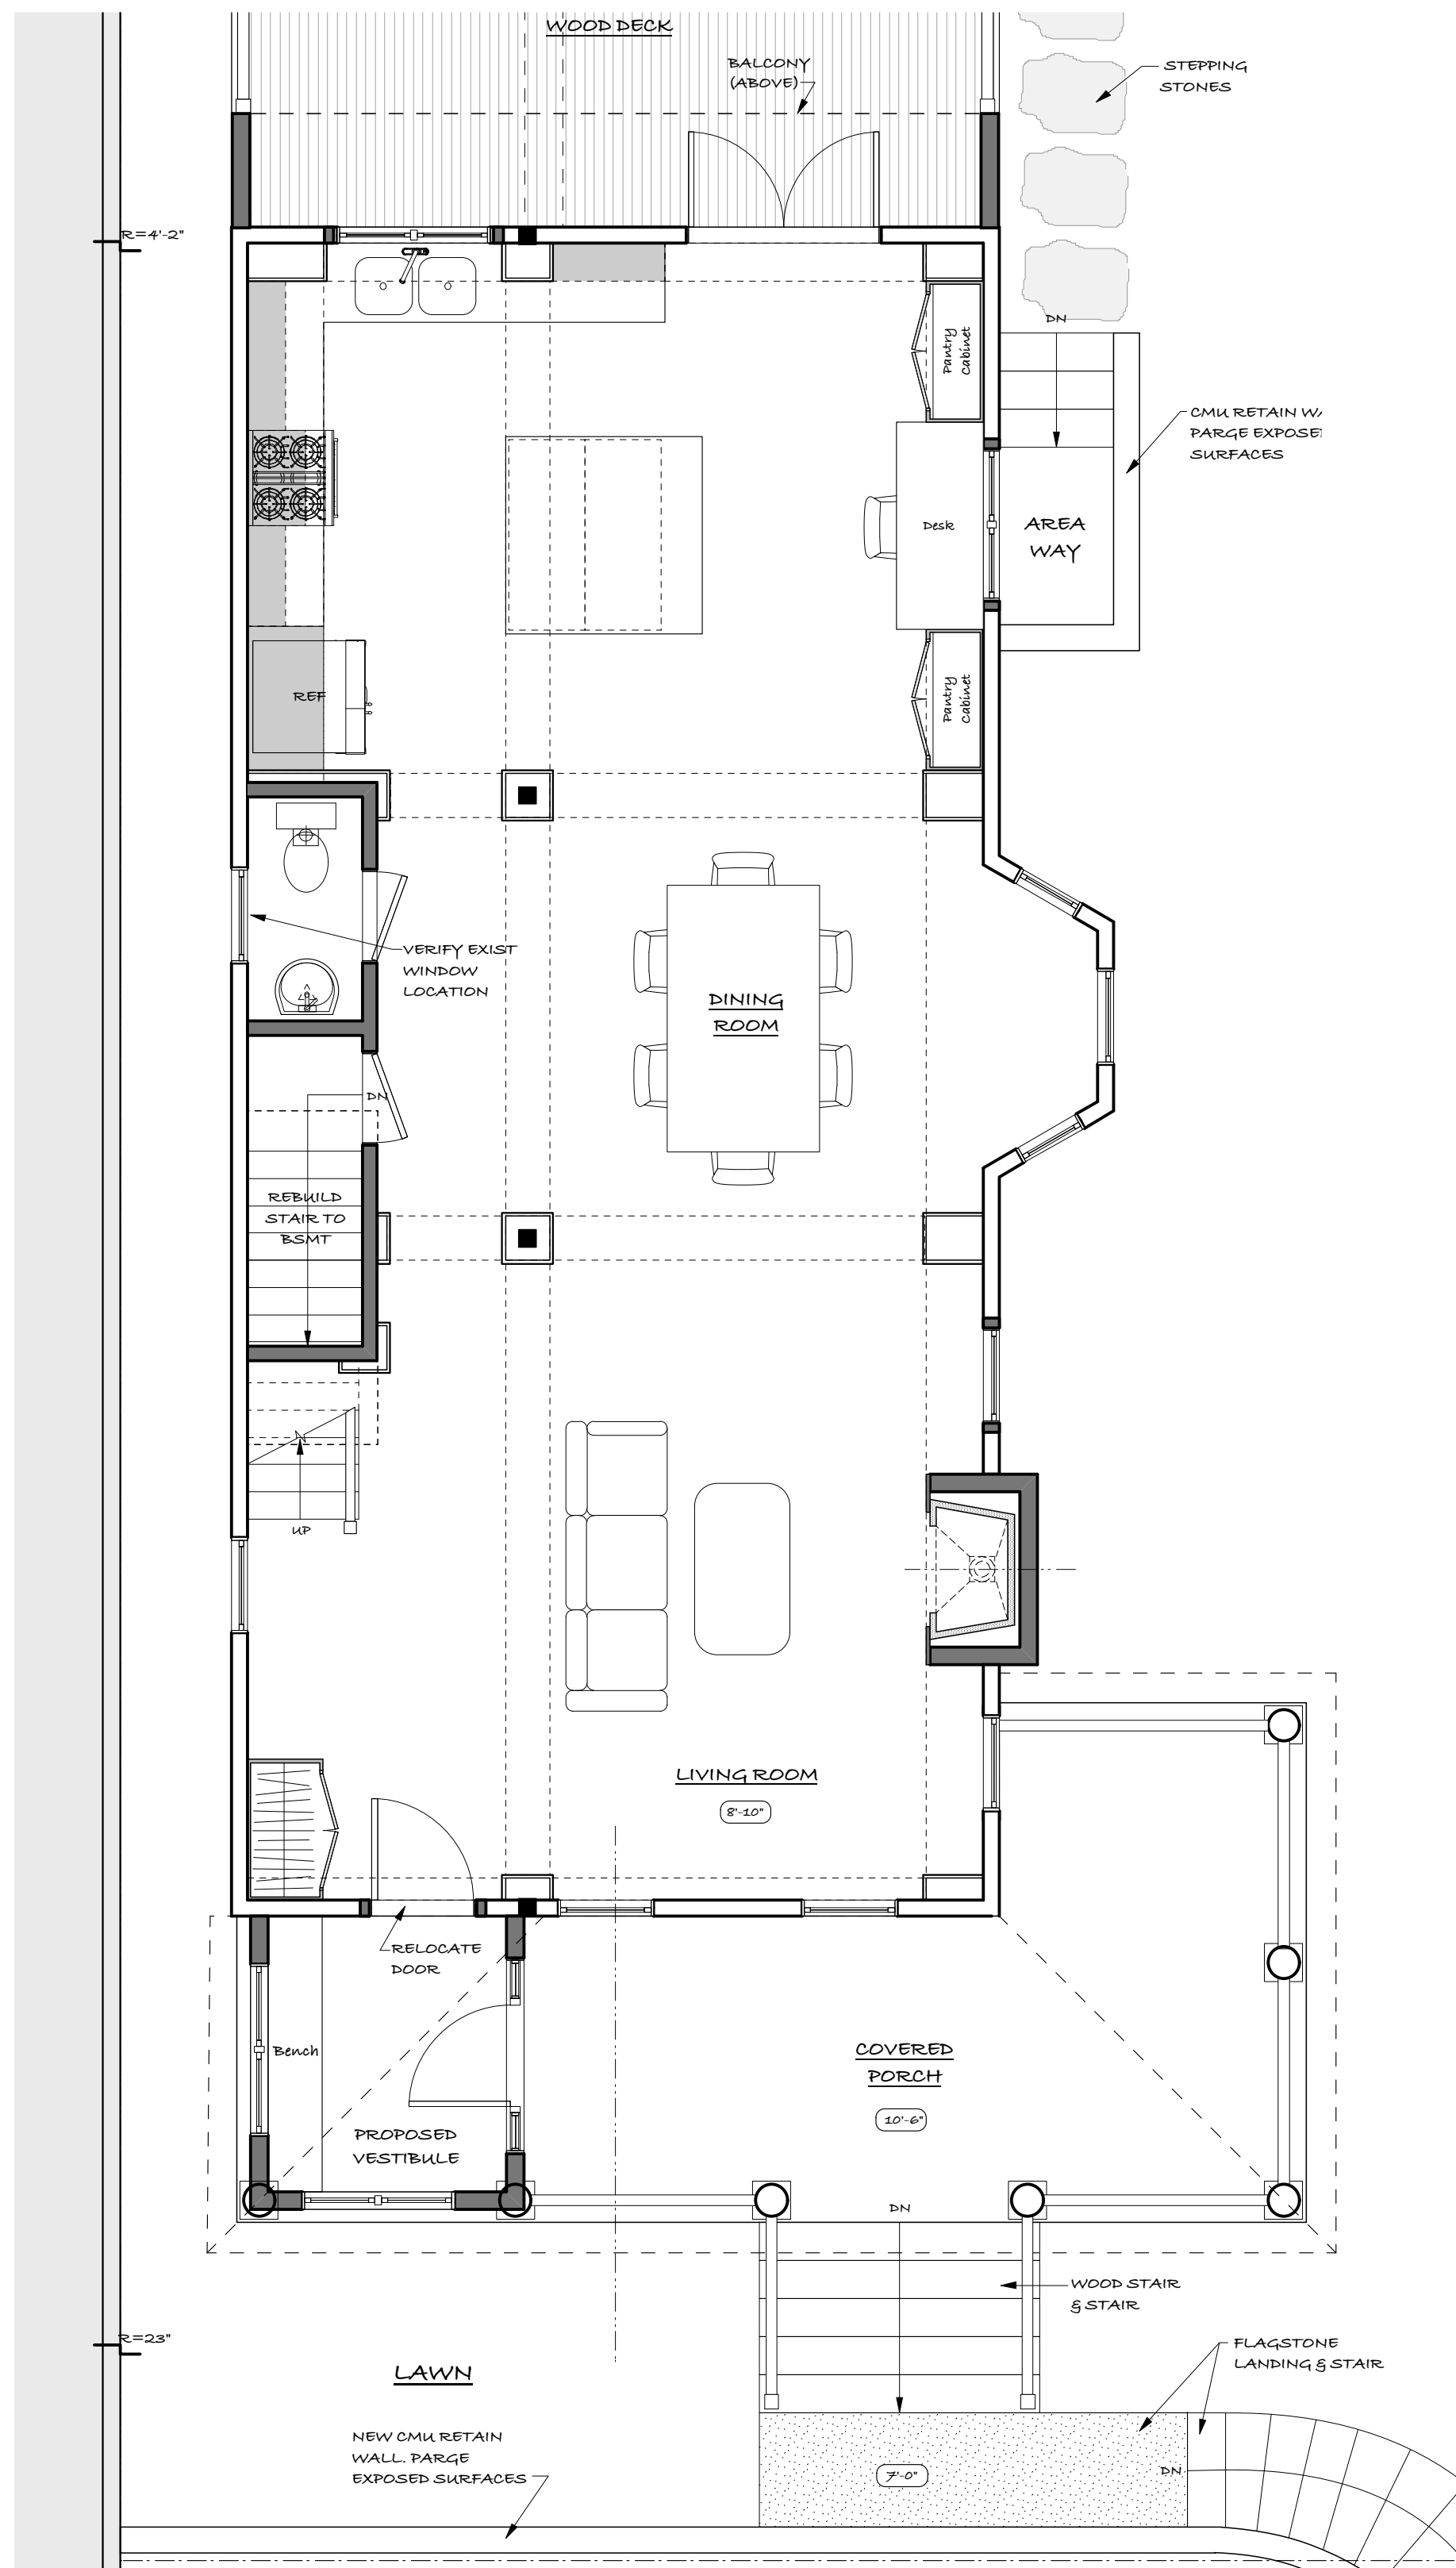 WOOD DECK
BALCONY
(ABOVE)
STEPPING
STONES
R=4'-2"
DN
Pantry
Cabinet
CMU RETAIN
PARGE
SURFACES
Desk
AREA
WAY
REF
Pantry
Cabinet
VERIFY EXIST
WINDOW
LOCATION
DINING
ROOM
DN
REBUILD
STAIR TO
BSMT
UP
LIVING ROOM
8'-10"
RELOCATE
DOOR
Bench
COVERED
PORCH
10'-6"
PROPOSED
VESTIBULE
DN
WOOD STAIR
& STAIR
R=23"
FLAGSTONE
LANDING & STAIR
LAWN
NEW CMU RETAIN
WALL. PARGE
EXPOSED SURFACES
7'-0"
DN